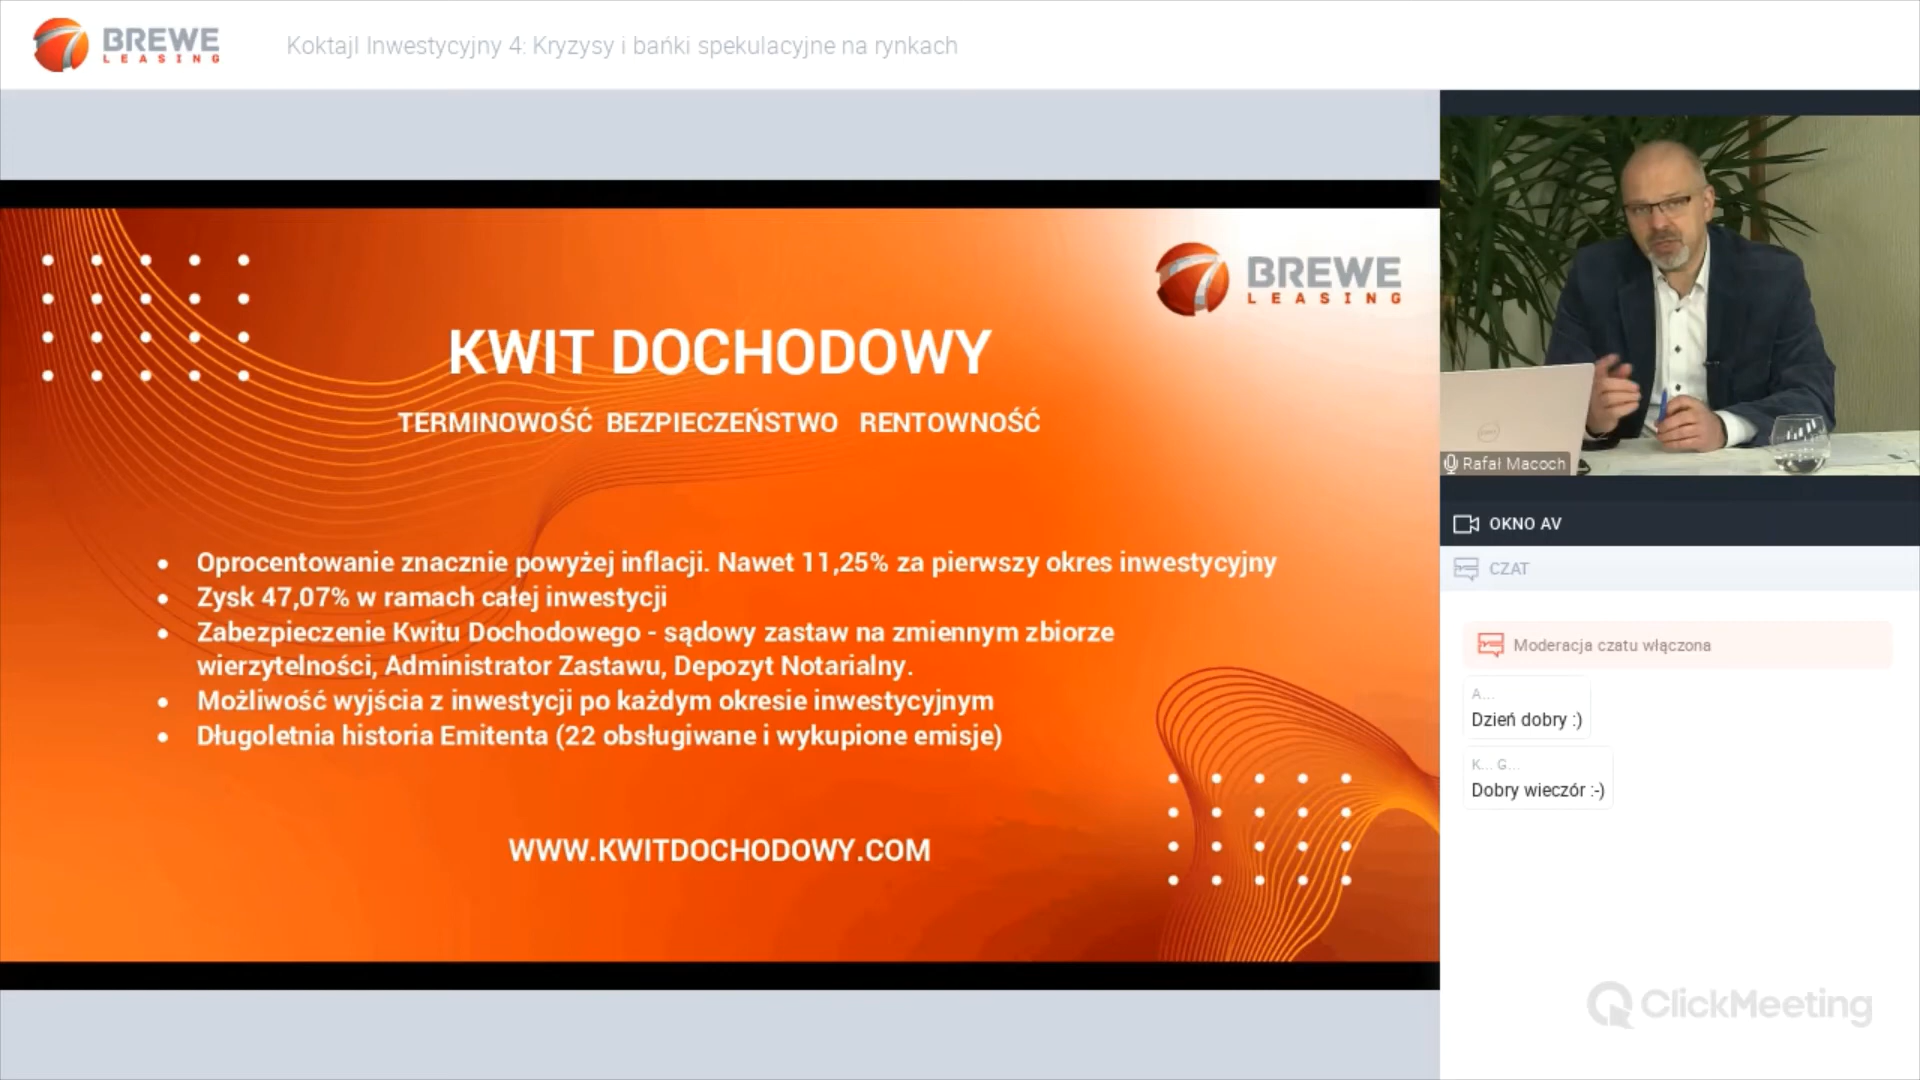 BREWE
LEASING
Koktajl Inwestycyjny 4: Kryzysy i bańki spekulacyjne na rynkach
BREWE
LEASING
KWIT DOCHODOWY
TERMINOWOŚĆ BEZPIECZEŃSTWO RENTOWNOŚĆ
• Oprocentowanie znacznie powyżej inflacji. Nawet 11,25% za pierwszy okres inwestycyjny
• Zysk 47,07% w ramach całej inwestycji
• Zabezpieczenie Kwitu Dochodowego - sądowy zastaw na zmiennym zbiorze
wierzytelności, Administrator Zastawu, Depozyt Notarialny.
• Możliwość wyjścia z inwestycji po każdym okresie inwestycyjnym
• Długoletnia historia Emitenta (22 obsługiwane i wykupione emisje)
WWW.KWITDOCHODOWY.COM
Rafał Macoch
OKNO AV
CZAT
Moderacja czatu włączona
A...
Dzień dobry :)
K... G...
Dobry wieczór :-)
ClickMeeting